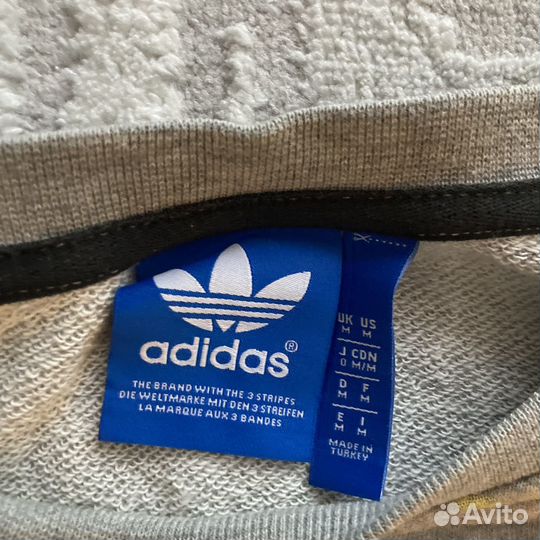 adidas®
THE BRAND WITH THE 3 STRIPES
DIE WELTMARKE MIT DEN 3 STREIFEN
LA MARQUE AUX 3 BANDES
UK US
M M
J CDN
O M/M
D F
M M
E I
M M
MADE IN
TURKEY
Avito